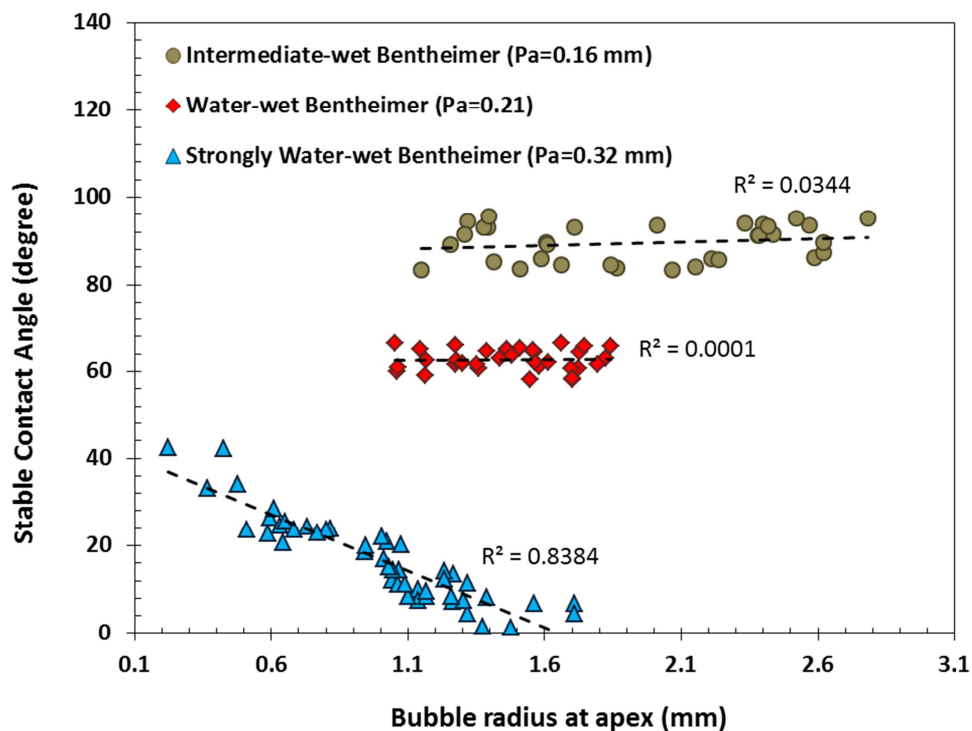 140
120
100
80
60
40
20
0
Stable Contact Angle (degree)
Intermediate-wet Bentheimer (Pa=0.16 mm)
Water-wet Bentheimer (Pa=0.21)
Strongly Water-wet Bentheimer (Pa=0.32 mm)
R² = 0.0344
R² = 0.0001
R² = 0.8384
0.1 0.6 1.1 1.6 2.1 2.6 3.1
Bubble radius at apex (mm)